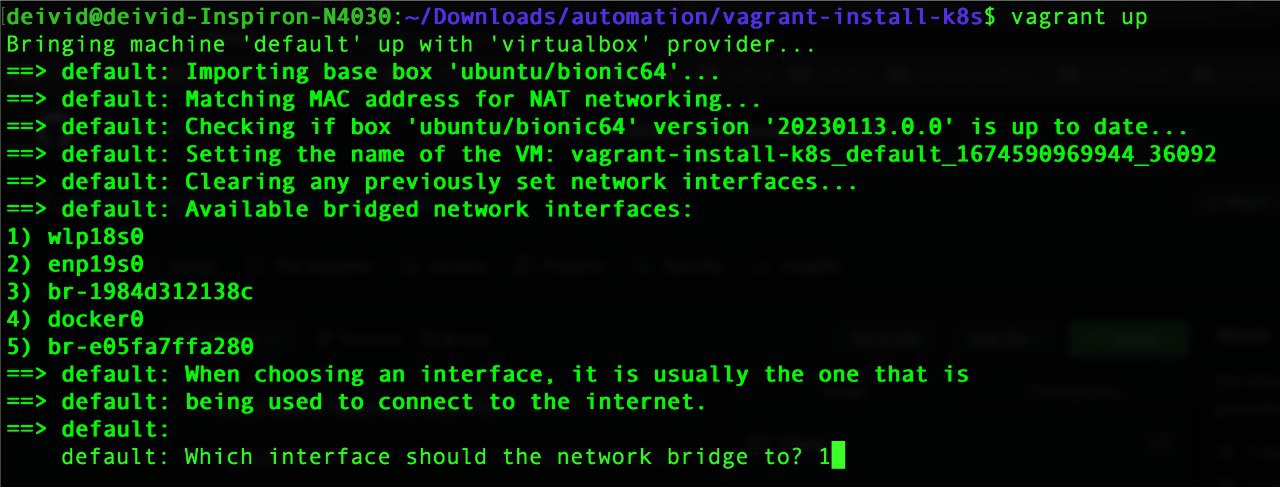 deivid@deivid-Inspiron-N4030:~/Downloads/automation/vagrant-install-k8s$ vagrant up
Bringing machine 'default' up with 'virtualbox' provider...
==> default: Importing base box 'ubuntu/bionic64'...
==> default: Matching MAC address for NAT networking...
==> default: Checking if box 'ubuntu/bionic64' version '20230113.0.0' is up to date...
==> default: Setting the name of the VM: vagrant-install-k8s_default_1674590969944_36092
==> default: Clearing any previously set network interfaces...
==> default: Available bridged network interfaces:
1) wlp18s0
2) enp19s0
3) br-1984d312138c
4) docker0
5) br-e05fa7ffa280
==> default: When choosing an interface, it is usually the one that is
==> default: being used to connect to the internet.
==> default:
    default: Which interface should the network bridge to? 1